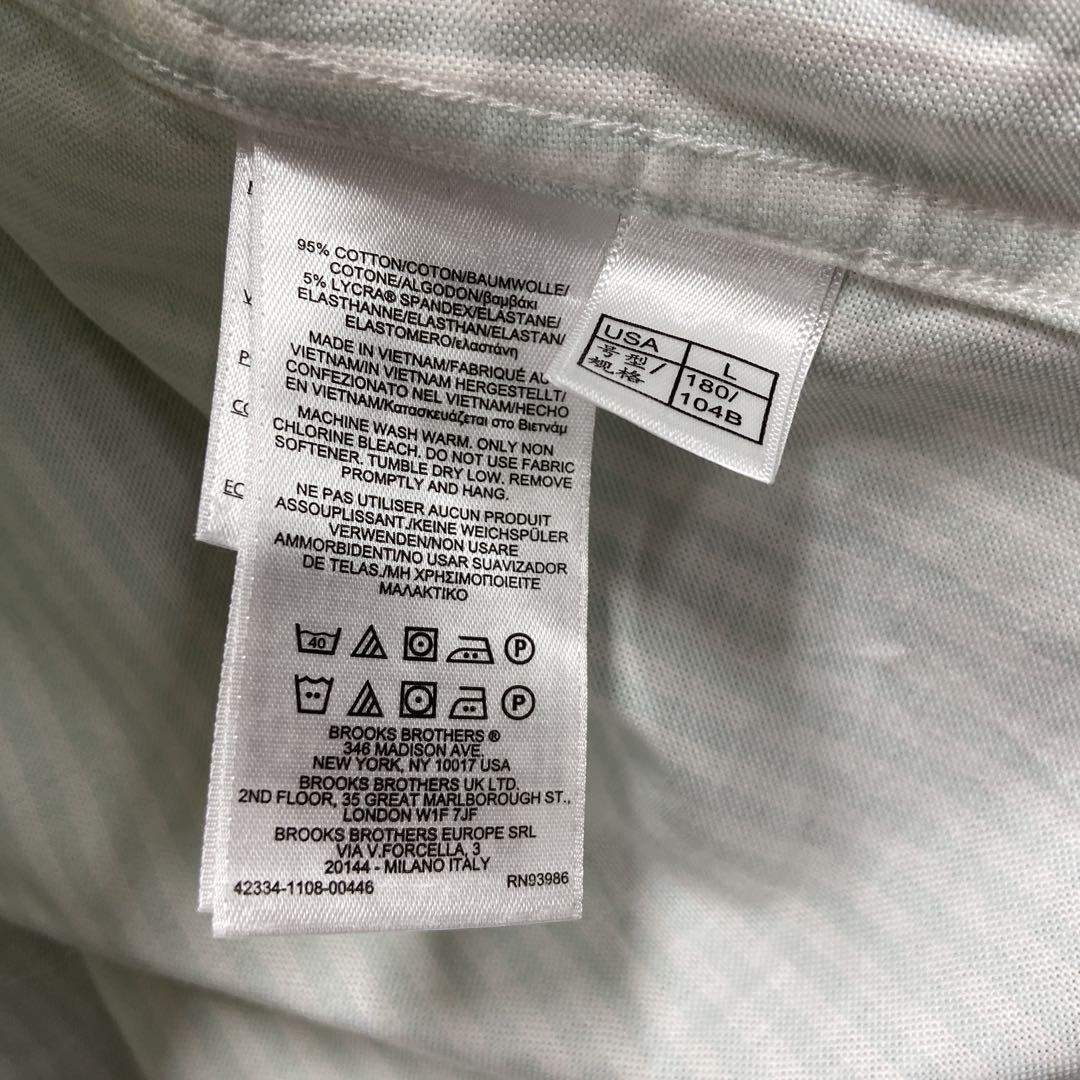 95% COTTON/COTON/BAUMWOLLE/
COTONE/ALGODON/βαμβάκι
5% LYCRA® SPANDEX/ELASTANE/
ELASTHANNE/ELASTHAN/ELASTAN/
ELASTOMERO/ελαστάνη
MADE IN VIETNAM/FABRIQUÉ AU
VIETNAM/IN VIETNAM HERGESTELLT/
CONFEZIONATO NEL VIETNAM/HECHO
EN VIETNAM/Κατασκευάζεται στο Βιετνάμ
MACHINE WASH WARM. ONLY NON
CHLORINE BLEACH. DO NOT USE FABRIC
SOFTENER. TUMBLE DRY LOW. REMOVE
PROMPTLY AND HANG.
NE PAS UTILISER AUCUN PRODUIT
ASSOUPLISSANT./KEINE WEICHSPÜLER
VERWENDEN/NON USARE
AMMORBIDENTI/NO USAR SUAVIZADOR
DE TELAS./ΜΗ ΧΡΗΣΙΜΟΠΟΙΕΙΤΕ
ΜΑΛΑΚΤΙΚΟ
40 P
P
BROOKS BROTHERS ®
346 MADISON AVE.
NEW YORK, NY 10017 USA
BROOKS BROTHERS UK LTD.
2ND FLOOR, 35 GREAT MARLBOROUGH ST.,
LONDON W1F 7JF
BROOKS BROTHERS EUROPE SRL
VIA V.FORCELLA, 3
20144 - MILANO ITALY
42334-1108-00446 RN93986
USA L
号型/ 180/
规格 104B